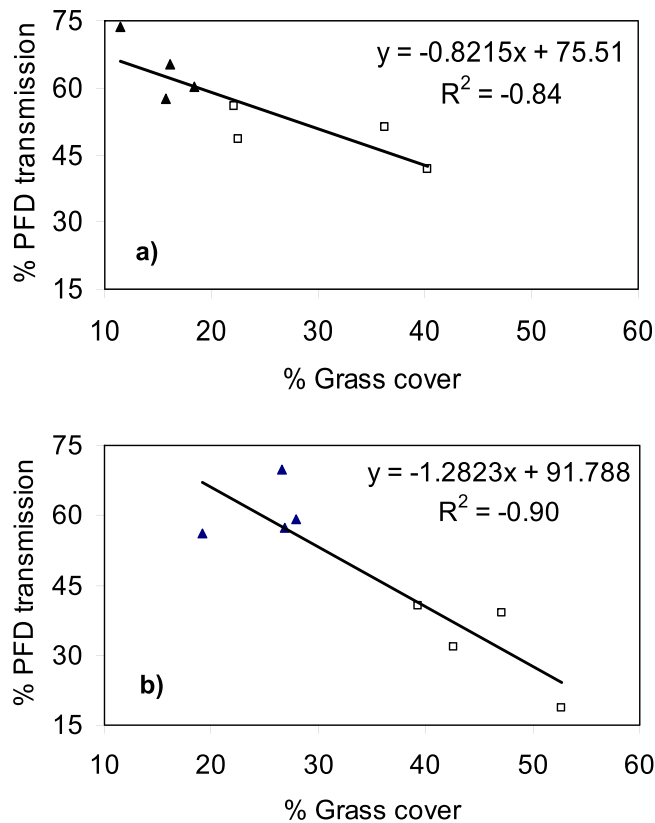 75
y = -0.8215x + 75.51
60
R² = -0.84
45
30
a)
15
10 20 30 40 50 60
% PFD transmission
% Grass cover
75
y = -1.2823x + 91.788
60
R² = -0.90
45
30
b)
15
10 20 30 40 50 60
% PFD transmission
% Grass cover